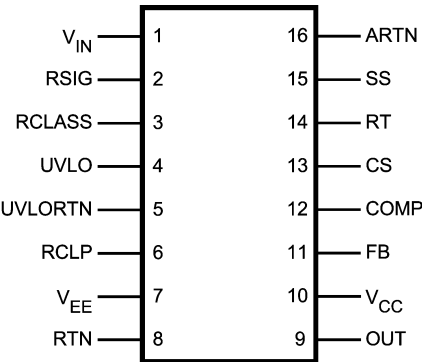 VIN 1 16 ARTN
RSIG 2 15 SS
RCLASS 3 14 RT
UVLO 4 13 CS
UVLORTN 5 12 COMP
RCLP 6 11 FB
VEE 7 10 VCC
RTN 8 9 OUT